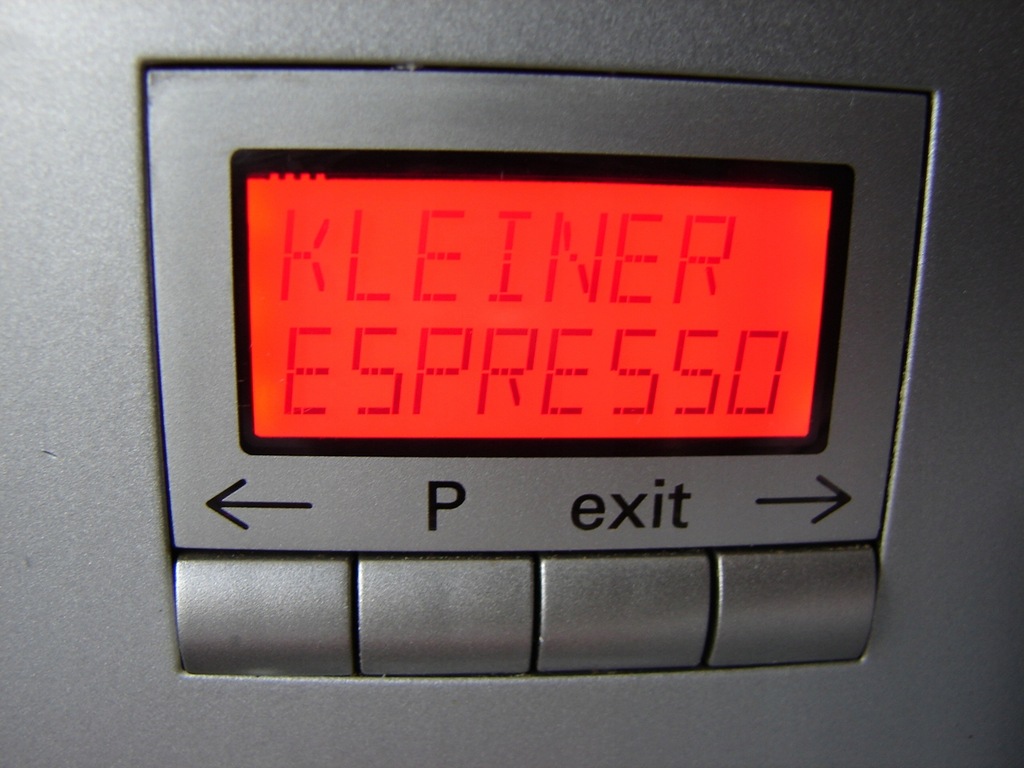 KLEINER
ESPRESSO
← P exit →